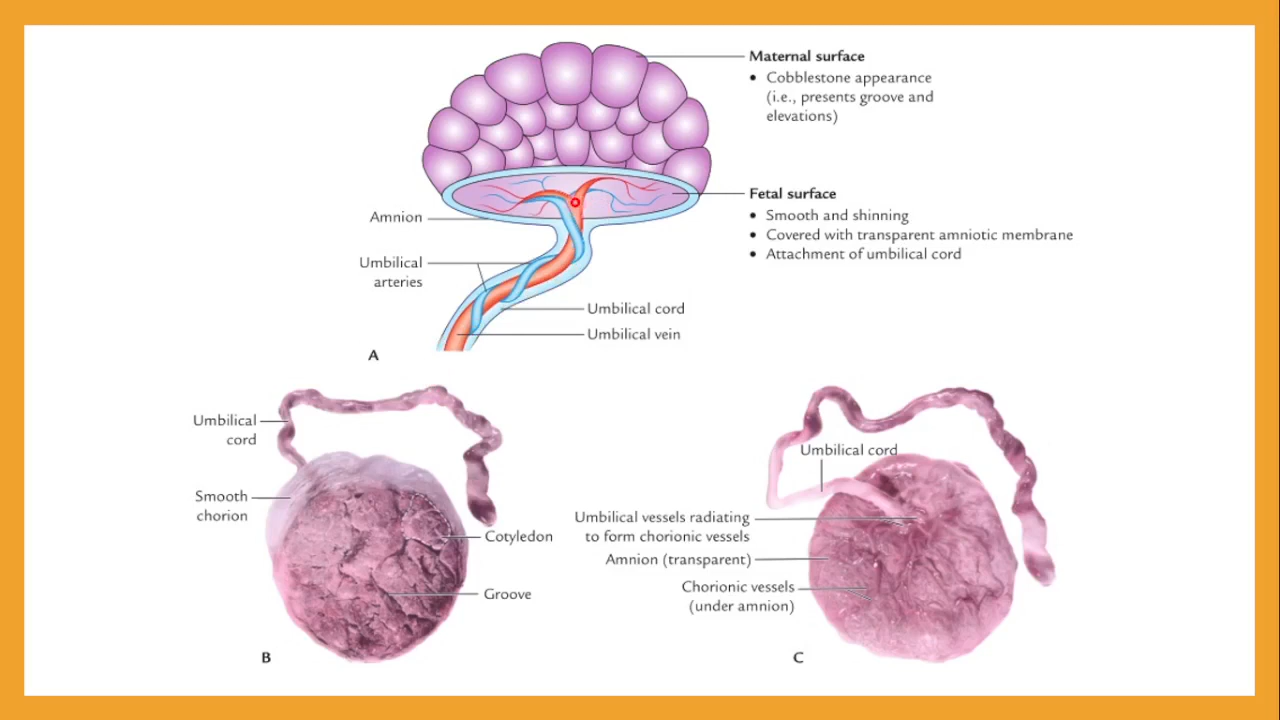 Maternal surface
• Cobblestone appearance
(i.e., presents groove and
elevations)
Fetal surface
• Smooth and shinning
• Covered with transparent amniotic membrane
• Attachment of umbilical cord
Amnion
Umbilical
arteries
Umbilical cord
Umbilical vein
A
Umbilical
cord
Smooth
chorion
Cotyledon
Groove
B
Umbilical cord
Umbilical vessels radiating
to form chorionic vessels
Amnion (transparent)
Chorionic vessels
(under amnion)
C